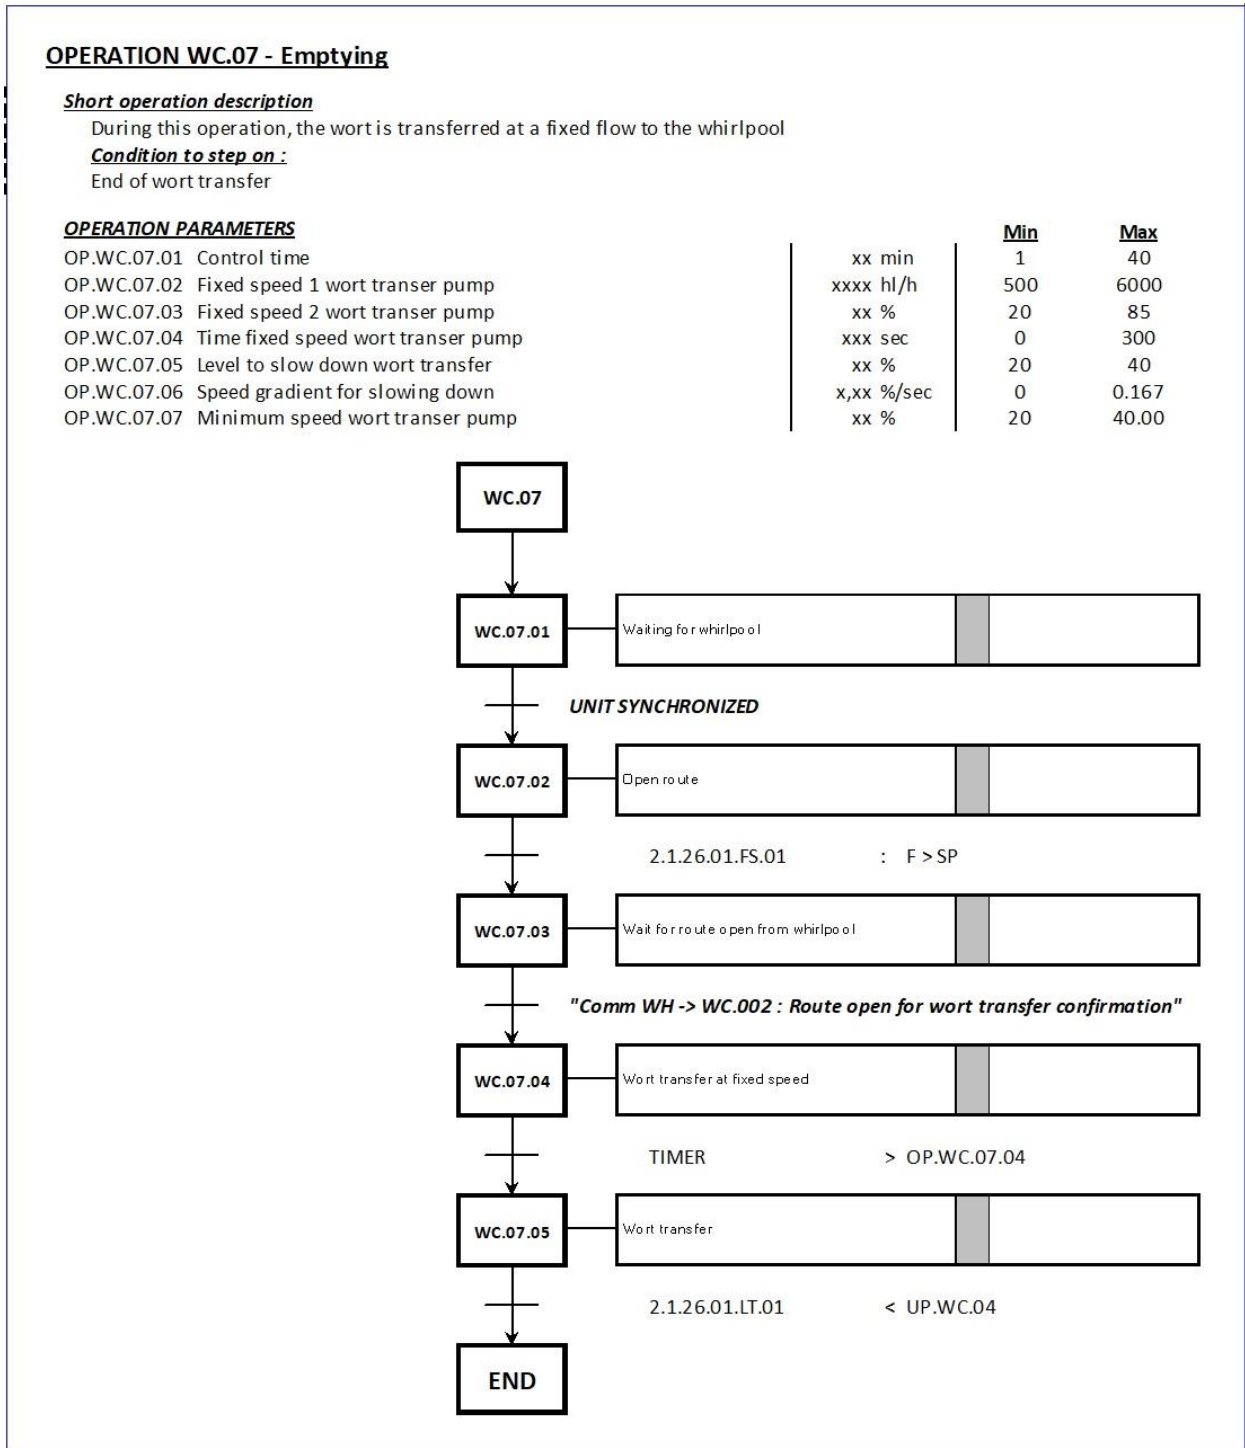 OPERATION WC.07 - Emptying
Short operation description
During this operation, the wort is transferred at a fixed flow to the whirlpool
Condition to step on :
End of wort transfer
OPERATION PARAMETERS Min Max
OP.WC.07.01 Control time xx min 1 40
OP.WC.07.02 Fixed speed 1 wort transer pump xxxx hl/h 500 6000
OP.WC.07.03 Fixed speed 2 wort transer pump xx % 20 85
OP.WC.07.04 Time fixed speed wort transer pump xxx sec 0 300
OP.WC.07.05 Level to slow down wort transfer xx % 20 40
OP.WC.07.06 Speed gradient for slowing down x,xx %/sec 0 0.167
OP.WC.07.07 Minimum speed wort transer pump xx % 20 40.00
WC.07
WC.07.01 Waiting for whirlpool
UNIT SYNCHRONIZED
WC.07.02 Open route
2.1.26.01.FS.01 : F > SP
WC.07.03 Wait for route open from whirlpool
"Comm WH -> WC.002 : Route open for wort transfer confirmation"
WC.07.04 Wort transfer at fixed speed
TIMER > OP.WC.07.04
WC.07.05 Wort transfer
2.1.26.01.LT.01 < UP.WC.04
END